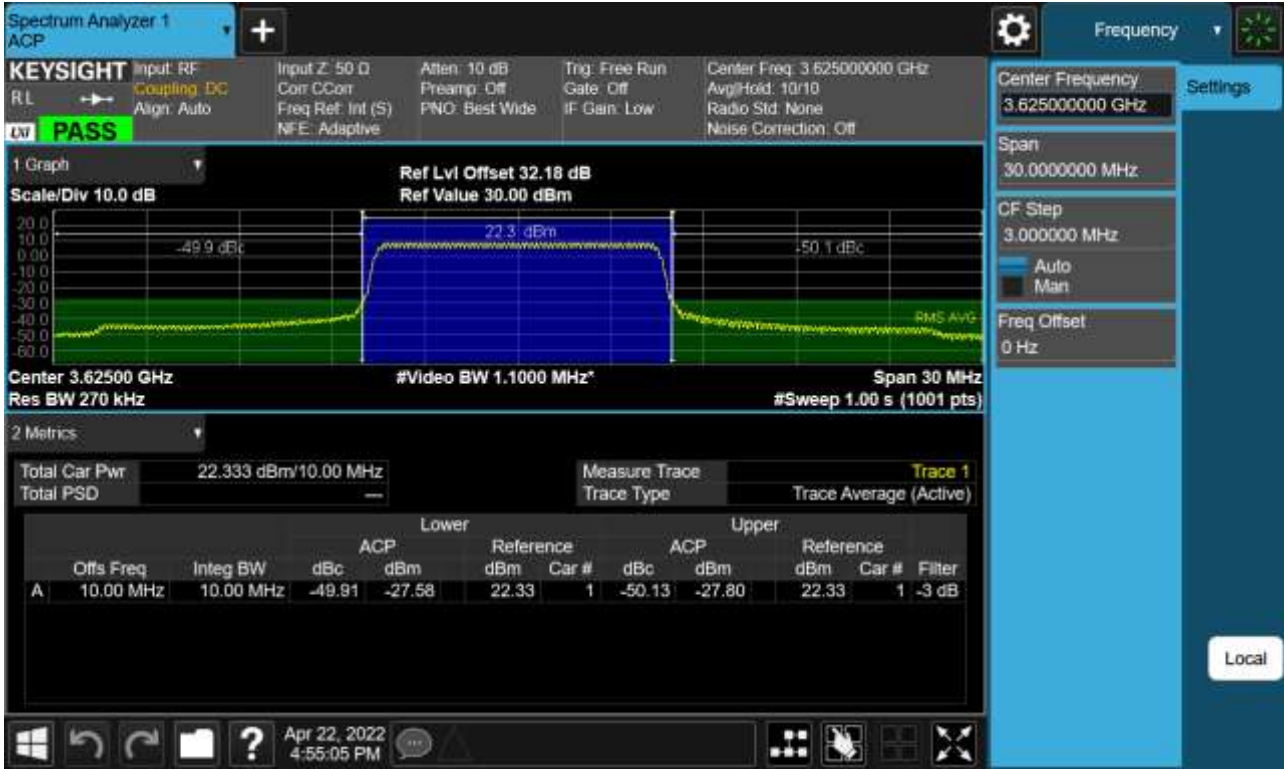 Spectrum Analyzer 1
ACP
+
Frequency
KEYSIGHT Input: RF Input Z: 50 Ω Atten: 10 dB Trig: Free Run Center Freq: 3.625000000 GHz
RL Coupling: DC Corr CCorr Preamp: Off Gate: Off Avg|Hold: 10/10
Align: Auto Freq Ref: Int (S) PNO: Best Wide IF Gain: Low Radio Std: None
LXI PASS NFE: Adaptive Noise Correction: Off
Center Frequency Settings
3.625000000 GHz
Span
30.0000000 MHz
CF Step
3.000000 MHz
Auto
Man
Freq Offset
0 Hz
1 Graph Ref Lvl Offset 32.18 dB
Scale/Div 10.0 dB Ref Value 30.00 dBm
20.0
10.0 22.3 dBm
0.00 -49.9 dBc -50.1 dBc
-10.0
-20.0
-30.0
-40.0 RMS AVG
-50.0
-60.0
Center 3.62500 GHz #Video BW 1.1000 MHz* Span 30 MHz
Res BW 270 kHz #Sweep 1.00 s (1001 pts)
2 Metrics
Total Car Pwr 22.333 dBm/10.00 MHz Measure Trace Trace 1
Total PSD --- Trace Type Trace Average (Active)
Lower Upper
ACP Reference ACP Reference
Offs Freq Integ BW dBc dBm dBm Car # dBc dBm dBm Car # Filter
A 10.00 MHz 10.00 MHz -49.91 -27.58 22.33 1 -50.13 -27.80 22.33 1 -3 dB
Local
? Apr 22, 2022
4:55:05 PM